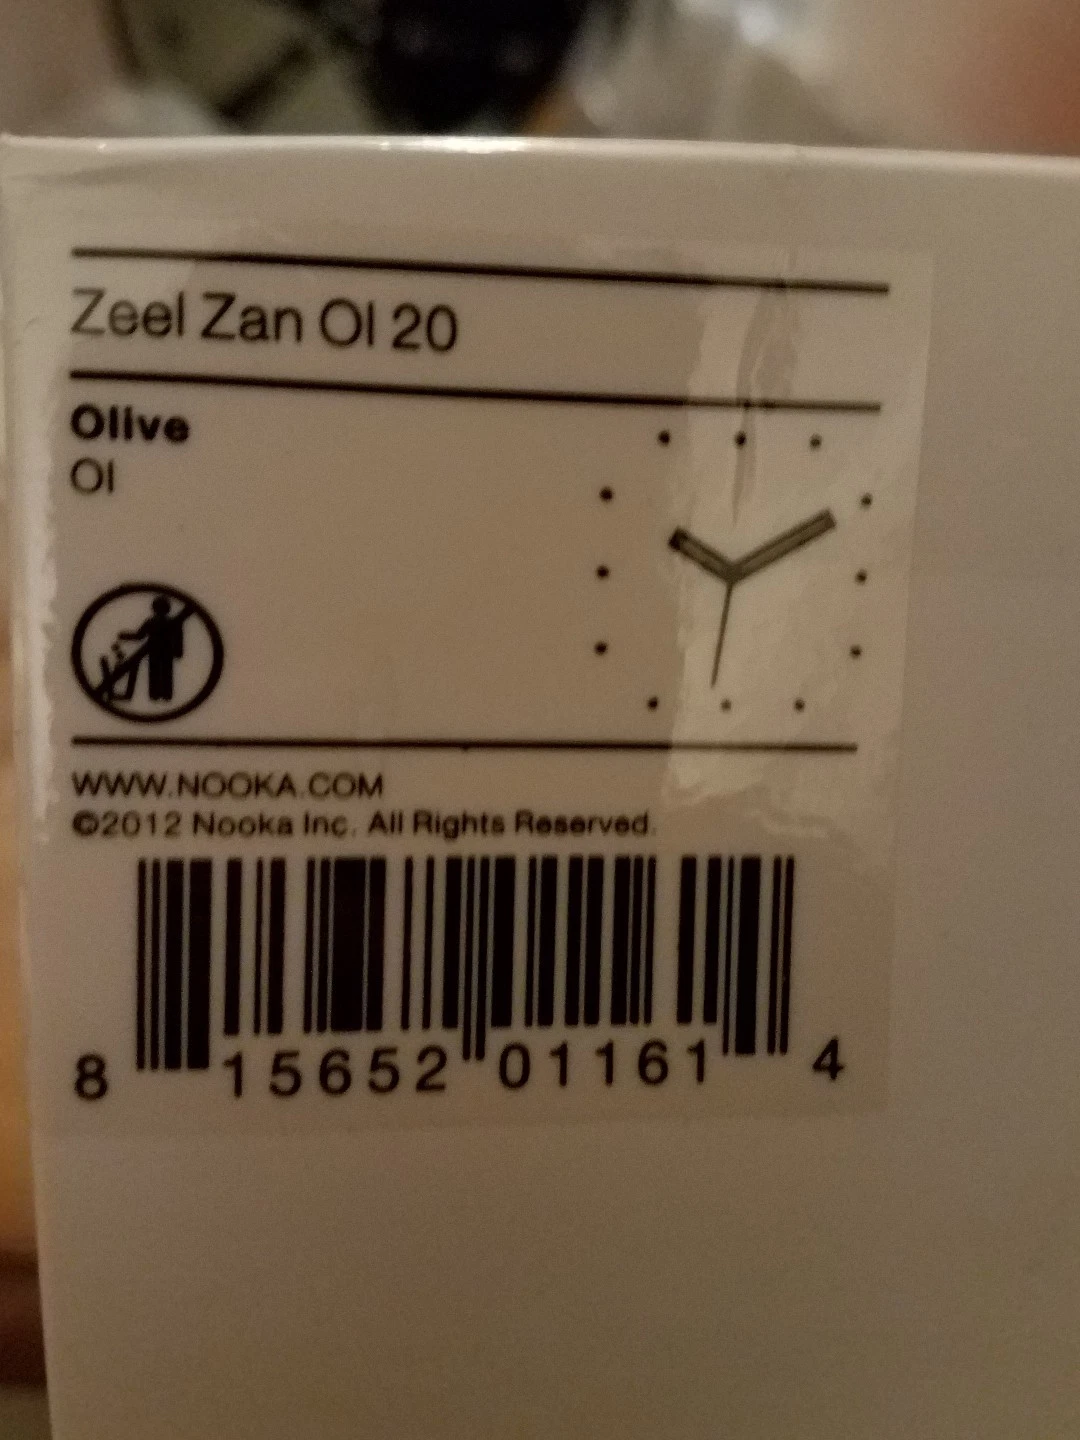 Zeel Zan Ol 20
Olive
Ol
WWW.NOOKA.COM
©2012 Nooka Inc. All Rights Reserved.
8 15652 01161 4